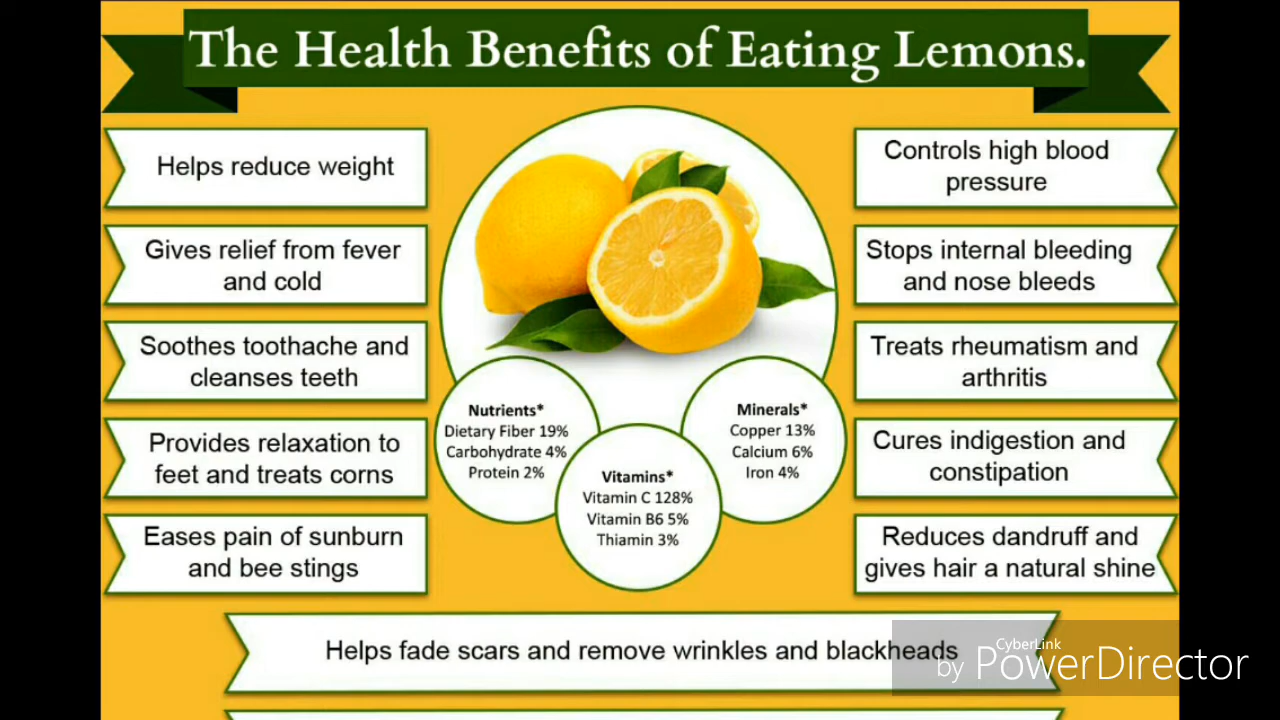 The Health Benefits of Eating Lemons.
Helps reduce weight
Gives relief from fever
and cold
Soothes toothache and
cleanses teeth
Provides relaxation to
feet and treats corns
Eases pain of sunburn
and bee stings
Nutrients*
Dietary Fiber 19%
Carbohydrate 4%
Protein 2%
Vitamins*
Vitamin C 128%
Vitamin B6 5%
Thiamin 3%
Minerals*
Copper 13%
Calcium 6%
Iron 4%
Controls high blood
pressure
Stops internal bleeding
and nose bleeds
Treats rheumatism and
arthritis
Cures indigestion and
constipation
Reduces dandruff and
gives hair a natural shine
Helps fade scars and remove wrinkles and blackheads
CyberLink
by PowerDirector